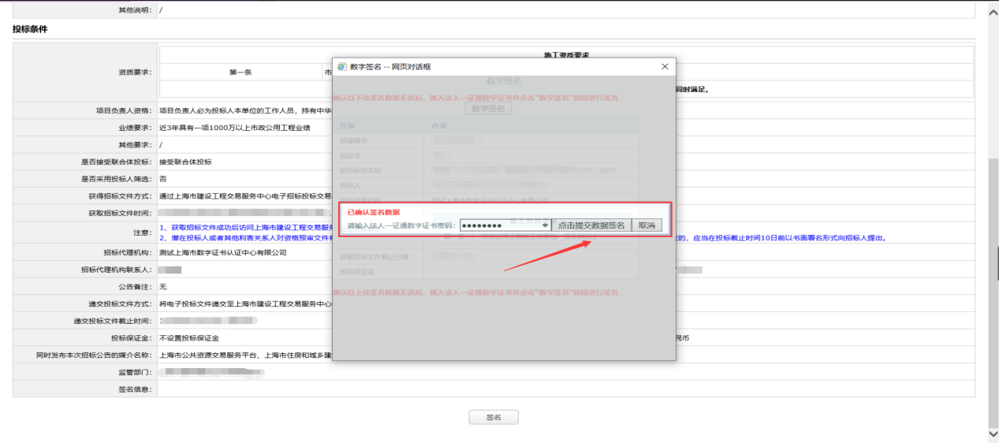 其他说明： /
投标条件
施工资质要求
资质要求：
第一条
市
同时满足。
项目负责人资格： 项目负责人必为投标人本单位的工作人员，持有中华
业绩要求： 近3年具有一项1000万以上市政公用工程业绩
其他要求： /
是否接受联合体投标： 接受联合体投标
是否采用投标人筛选： 否
获得招标文件方式： 通过上海市建设工程交易服务中心电子招标投标交易
获取招标文件时间：
注意： 1、获取招标文件成功后访问上海市建设工程交易服务
2、潜在投标人或者其他利害关系人对资格预审文件 的，应当在投标截止时间10日前以书面署名形式向招标人提出。
招标代理机构： 测试上海市数字证书认证中心有限公司
招标代理机构联系人：
公告备注： 无
递交投标文件方式： 将电子投标文件递交至上海市建设工程交易服务中心
递交投标文件截止时间：
投标保证金： 不设置投标保证金 民币
同时发布本次招标公告的媒介名称： 上海市公共资源交易服务平台、上海市住房和城乡建
监管部门：
签名信息：
签名
数字签名 -- 网页对话框
数字签名
确认以下待签名数据无误后，插入法人一证通数字证书并点击"数字签名"按钮进行签名
数字签名
名称 内容
报建编号
标段号
招标标段名称
招标人
已确认签名数据
请输入法人一证通数字证书密码： ●●●●●●●● 点击提交数据签名 取消
获取招标文件截止日期
投标保证金
确认以上待签名数据无误后，插入法人一证通数字证书并点击"数字签名"按钮进行签名